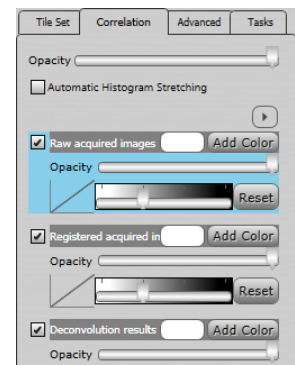 Tile Set Correlation Advanced Tasks
Opacity
Automatic Histogram Stretching
Raw acquired images Add Color
Opacity
Reset
Registered acquired in Add Color
Opacity
Reset
Deconvolution results Add Color
Opacity